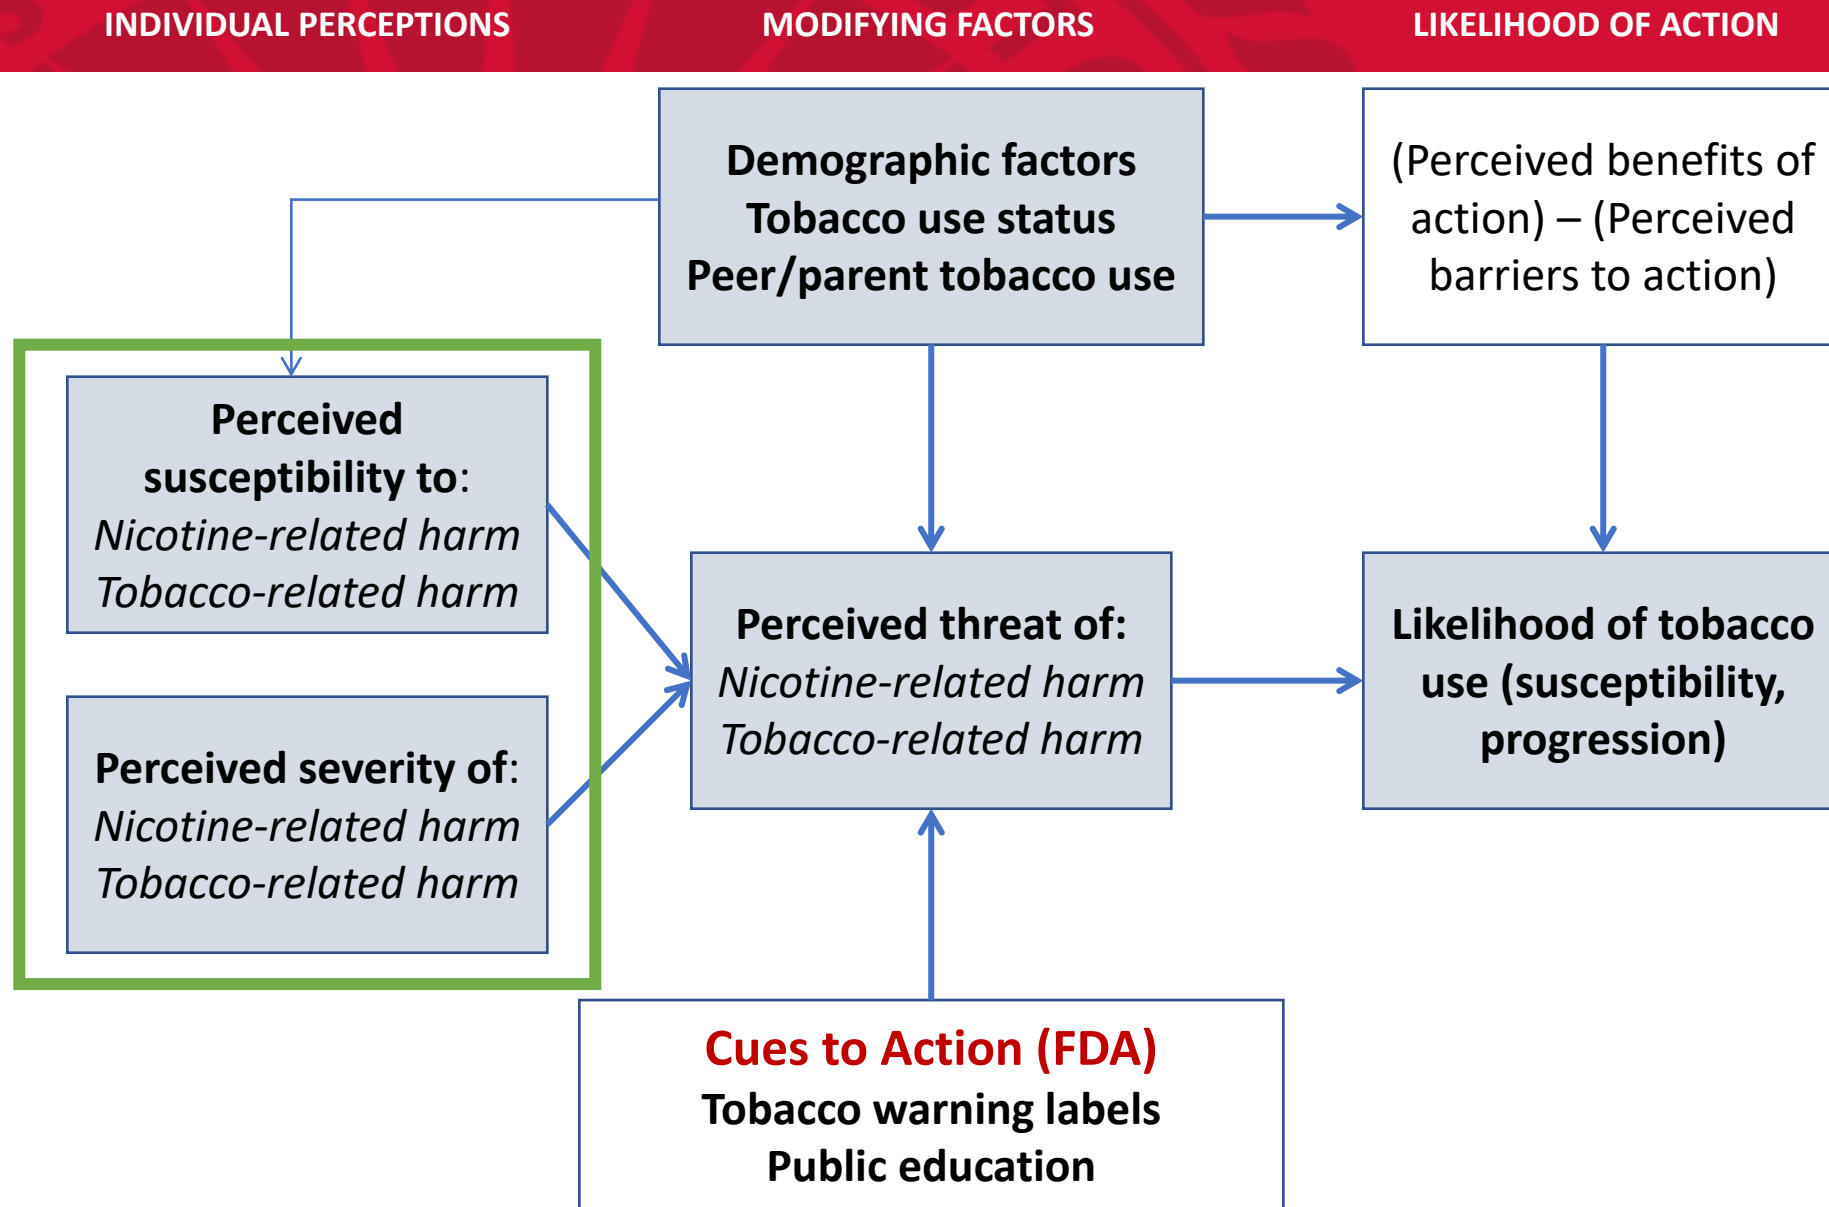 INDIVIDUAL PERCEPTIONS
MODIFYING FACTORS
LIKELIHOOD OF ACTION
Demographic factors
Tobacco use status
Peer/parent tobacco use
(Perceived benefits of
action) – (Perceived
barriers to action)
Perceived
susceptibility to:
Nicotine-related harm
Tobacco-related harm
Perceived severity of:
Nicotine-related harm
Tobacco-related harm
Perceived threat of:
Nicotine-related harm
Tobacco-related harm
Likelihood of tobacco
use (susceptibility,
progression)
Cues to Action (FDA)
Tobacco warning labels
Public education